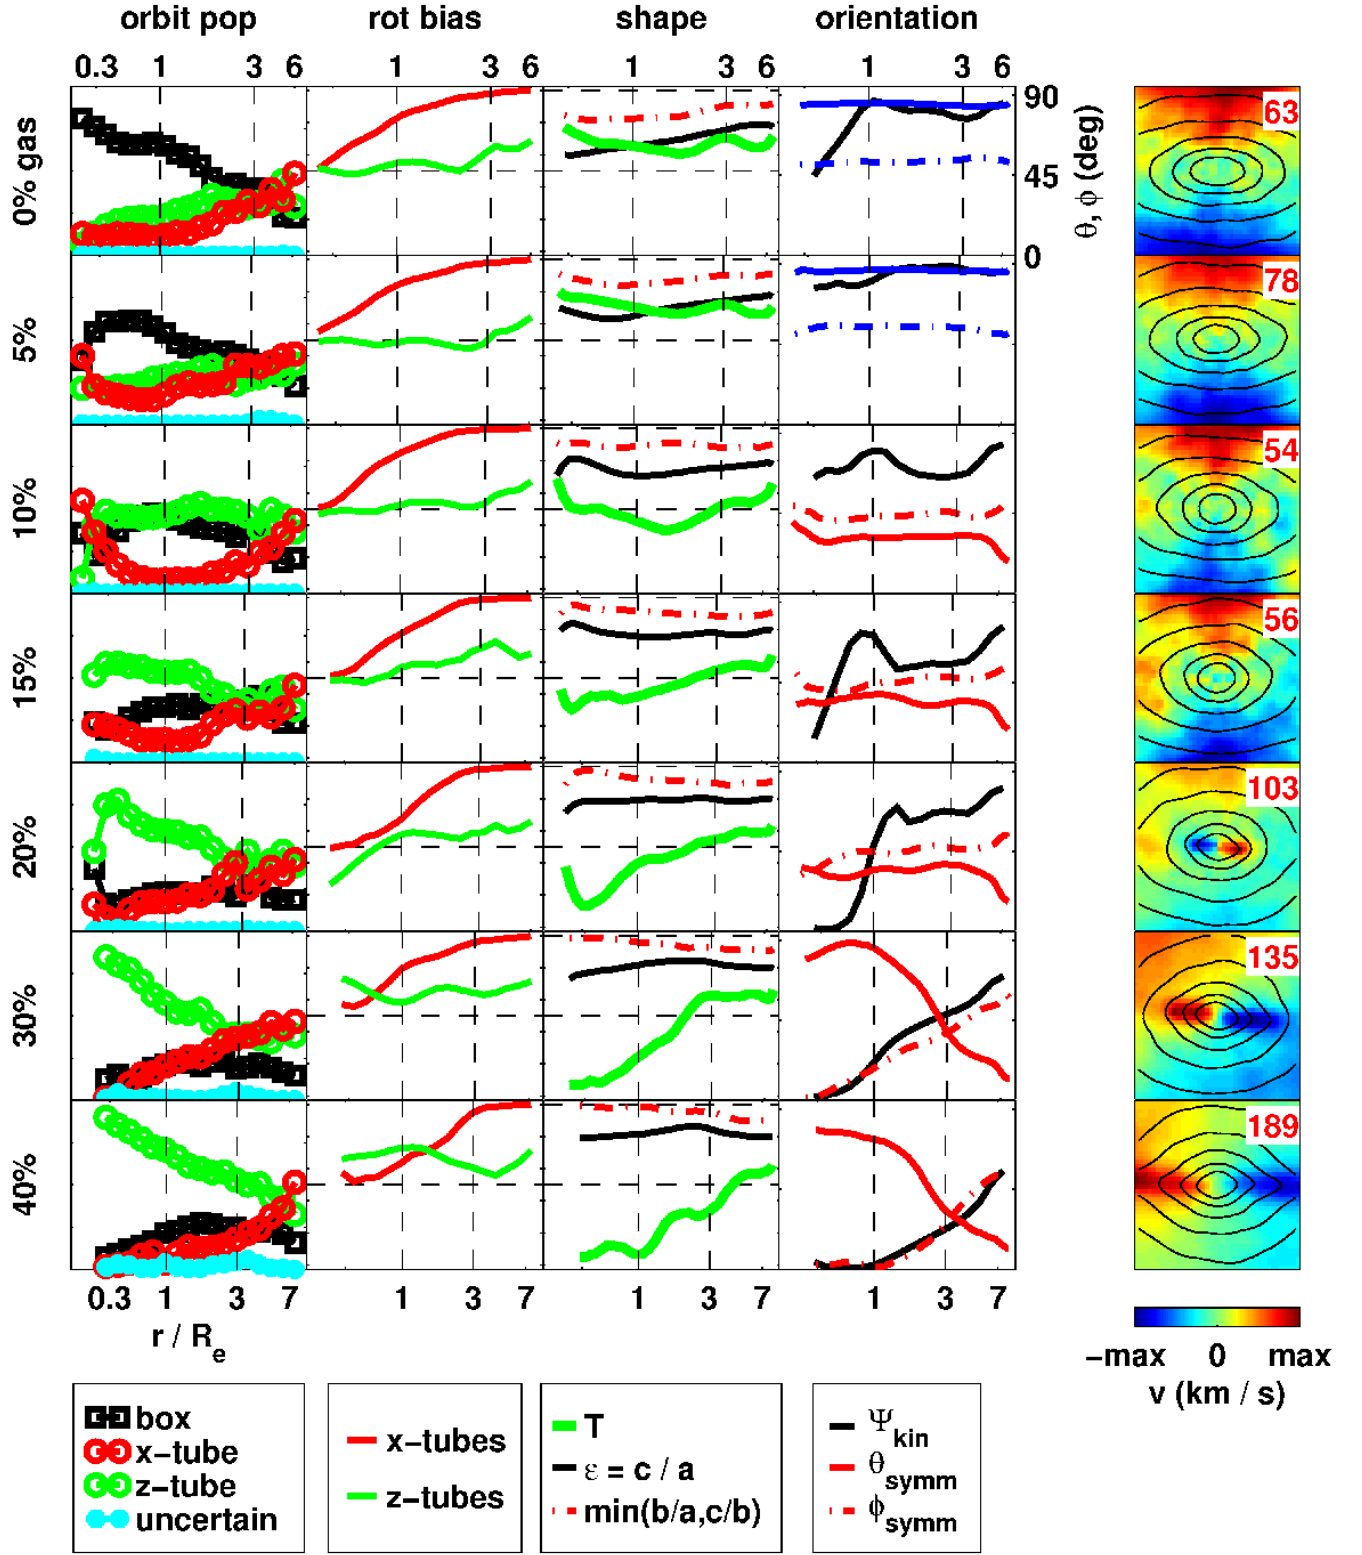 orbit pop rot bias shape orientation
0.3 1 3 6 1 3 6 1 3 6 1 3 6
0% gas 90 45 0 θ, ϕ (deg) 63
5% 78
10% 54
15% 56
20% 103
30% 135
40% 189
0.3 1 3 7 1 3 7 1 3 7 1 3 7
r / Re
−max 0 max
v (km / s)
box
x−tube
z−tube
uncertain
x−tubes
z−tubes
T
ε = c / a
min(b/a,c/b)
Ψkin
θsymm
ϕsymm